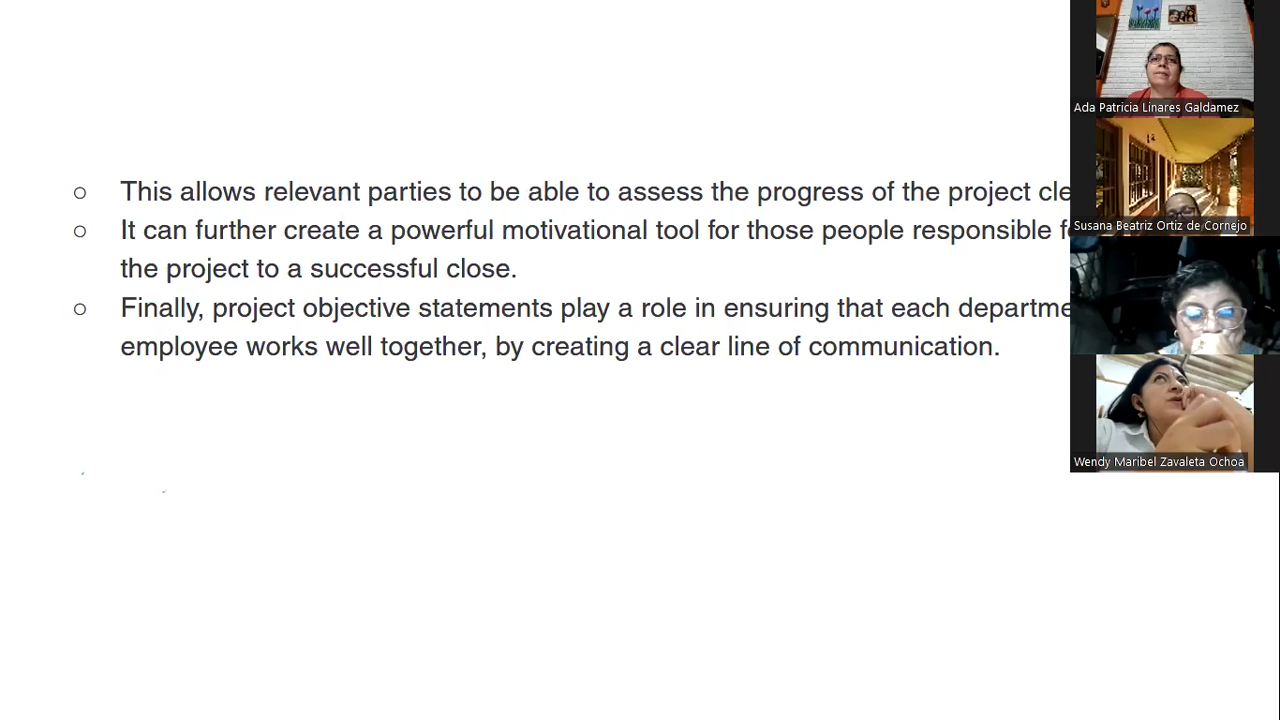 This allows relevant parties to be able to assess the progress of the project
It can further create a powerful motivational tool for those people responsible
the project to a successful close.
Finally, project objective statements play a role in ensuring that each
employee works well together, by creating a clear line of communication.
Ada Patricia Linares Galdamez
Susana Beatriz Ortiz de Cornejo
Wendy Maribel Zavaleta Ochoa